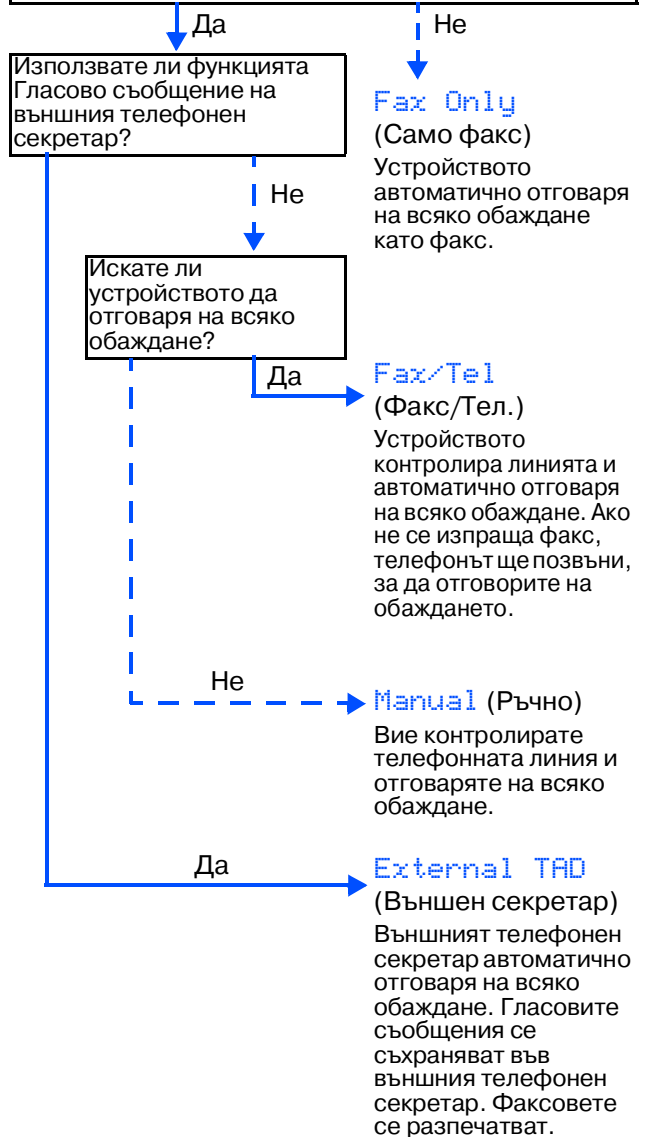 Да
Не
Използвате ли функцията
Гласово съобщение на
външния телефонен
секретар?
Fax Only
(Само факс)
Устройството
автоматично отговаря
на всяко обаждане
като факс.
Не
Искате ли
устройството да
отговаря на всяко
обаждане?
Да
Fax/Tel
(Факс/Тел.)
Устройството
контролира линията и
автоматично отговаря
на всяко обаждане. Ако
не се изпраща факс,
телефонът ще позвъни,
за да отговорите на
обаждането.
Не
Manual (Ръчно)
Вие контролирате
телефонната линия и
отговаряте на всяко
обаждане.
Да
External TAD
(Външен секретар)
Външният телефонен
секретар автоматично
отговаря на всяко
обаждане. Гласовите
съобщения се
съхраняват във
външния телефонен
секретар. Факсовете
се разпечатват.